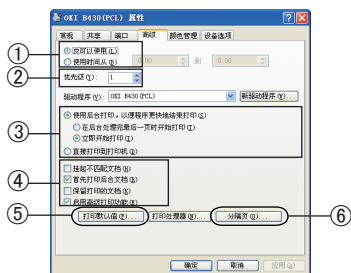 OKI B430(PCL) 属性
常规 共享 端口 高级 颜色管理 设备选项
① 总可以使用(L)
使用时间从(B) 0:00 到 0:00
② 优先级(Y): 1
驱动程序(V): OKI B430(PCL) 新驱动程序(W)...
③ 使用后台打印,以便程序更快地结束打印(S)
在后台处理完最后一页时开始打印(T)
立即开始打印(I)
直接打印到打印机(D)
④ 挂起不匹配文档(H)
首先打印后台文档(R)
保留打印的文档(K)
启用高级打印功能(E)
⑤ 打印默认值(F)... 打印处理器(N)... 分隔页(O)... ⑥
确定 取消 应用(A)